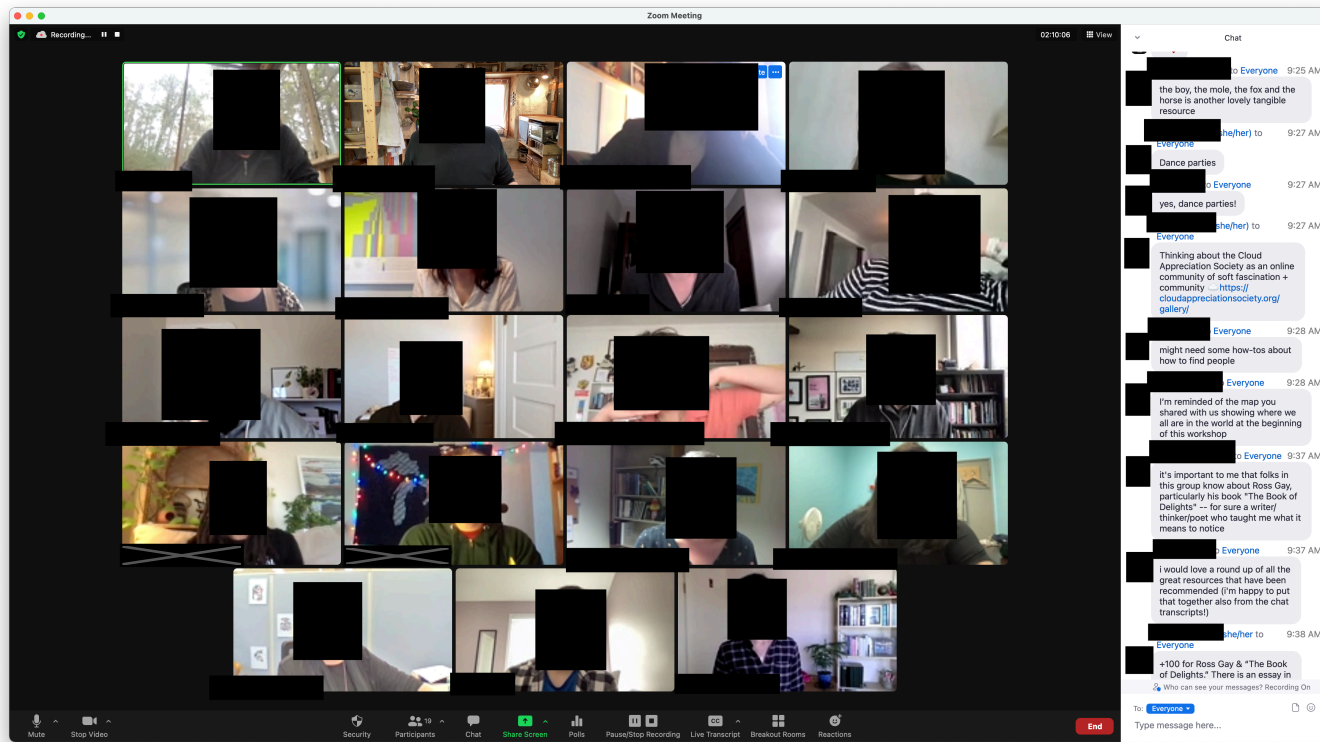 Zoom Meeting
Recording...
02:10:06
View
Chat
to Everyone 9:25 AM
the boy, the mole, the fox and the
horse is another lovely tangible
resource
she/her) to 9:27 AM
Everyone
Dance parties
Everyone 9:27 AM
yes, dance parties!
she/her) to 9:27 AM
Everyone
Thinking about the Cloud
Appreciation Society as an online
community of soft fascination +
community ☁️https://
cloudappreciationsociety.org/
gallery/
Everyone 9:28 AM
might need some how-tos about
how to find people
Everyone 9:28 AM
I'm reminded of the map you
shared with us showing where we
all are in the world at the beginning
of this workshop
to Everyone 9:37 AM
it's important to me that folks in
this group know about Ross Gay,
particularly his book "The Book of
Delights" -- for sure a writer/
thinker/poet who taught me what it
means to notice
Everyone 9:37 AM
i would love a round up of all the
great resources that have been
recommended (i'm happy to put
that together also from the chat
transcripts!)
she/her to 9:38 AM
Everyone
+100 for Ross Gay & "The Book
of Delights." There is an essay in
Who can see your messages? Recording On
To: Everyone
Type message here...
Mute
Stop Video
Security
Participants
19
Chat
Share Screen
Polls
Pause/Stop Recording
CC
Live Transcript
Breakout Rooms
Reactions
End